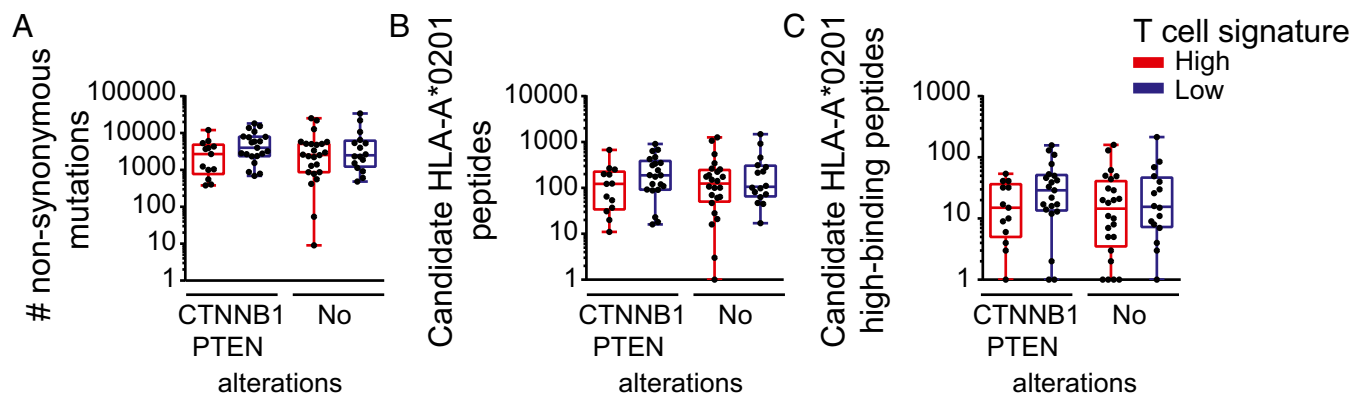 A
# non-synonymous
mutations
100000
10000
1000
100
10
1
CTNNB1
PTEN
No
alterations
B
Candidate HLA-A*0201
peptides
10000
1000
100
10
1
CTNNB1
PTEN
No
alterations
C
Candidate HLA-A*0201
high-binding peptides
1000
100
10
1
CTNNB1
PTEN
No
alterations
T cell signature
High
Low